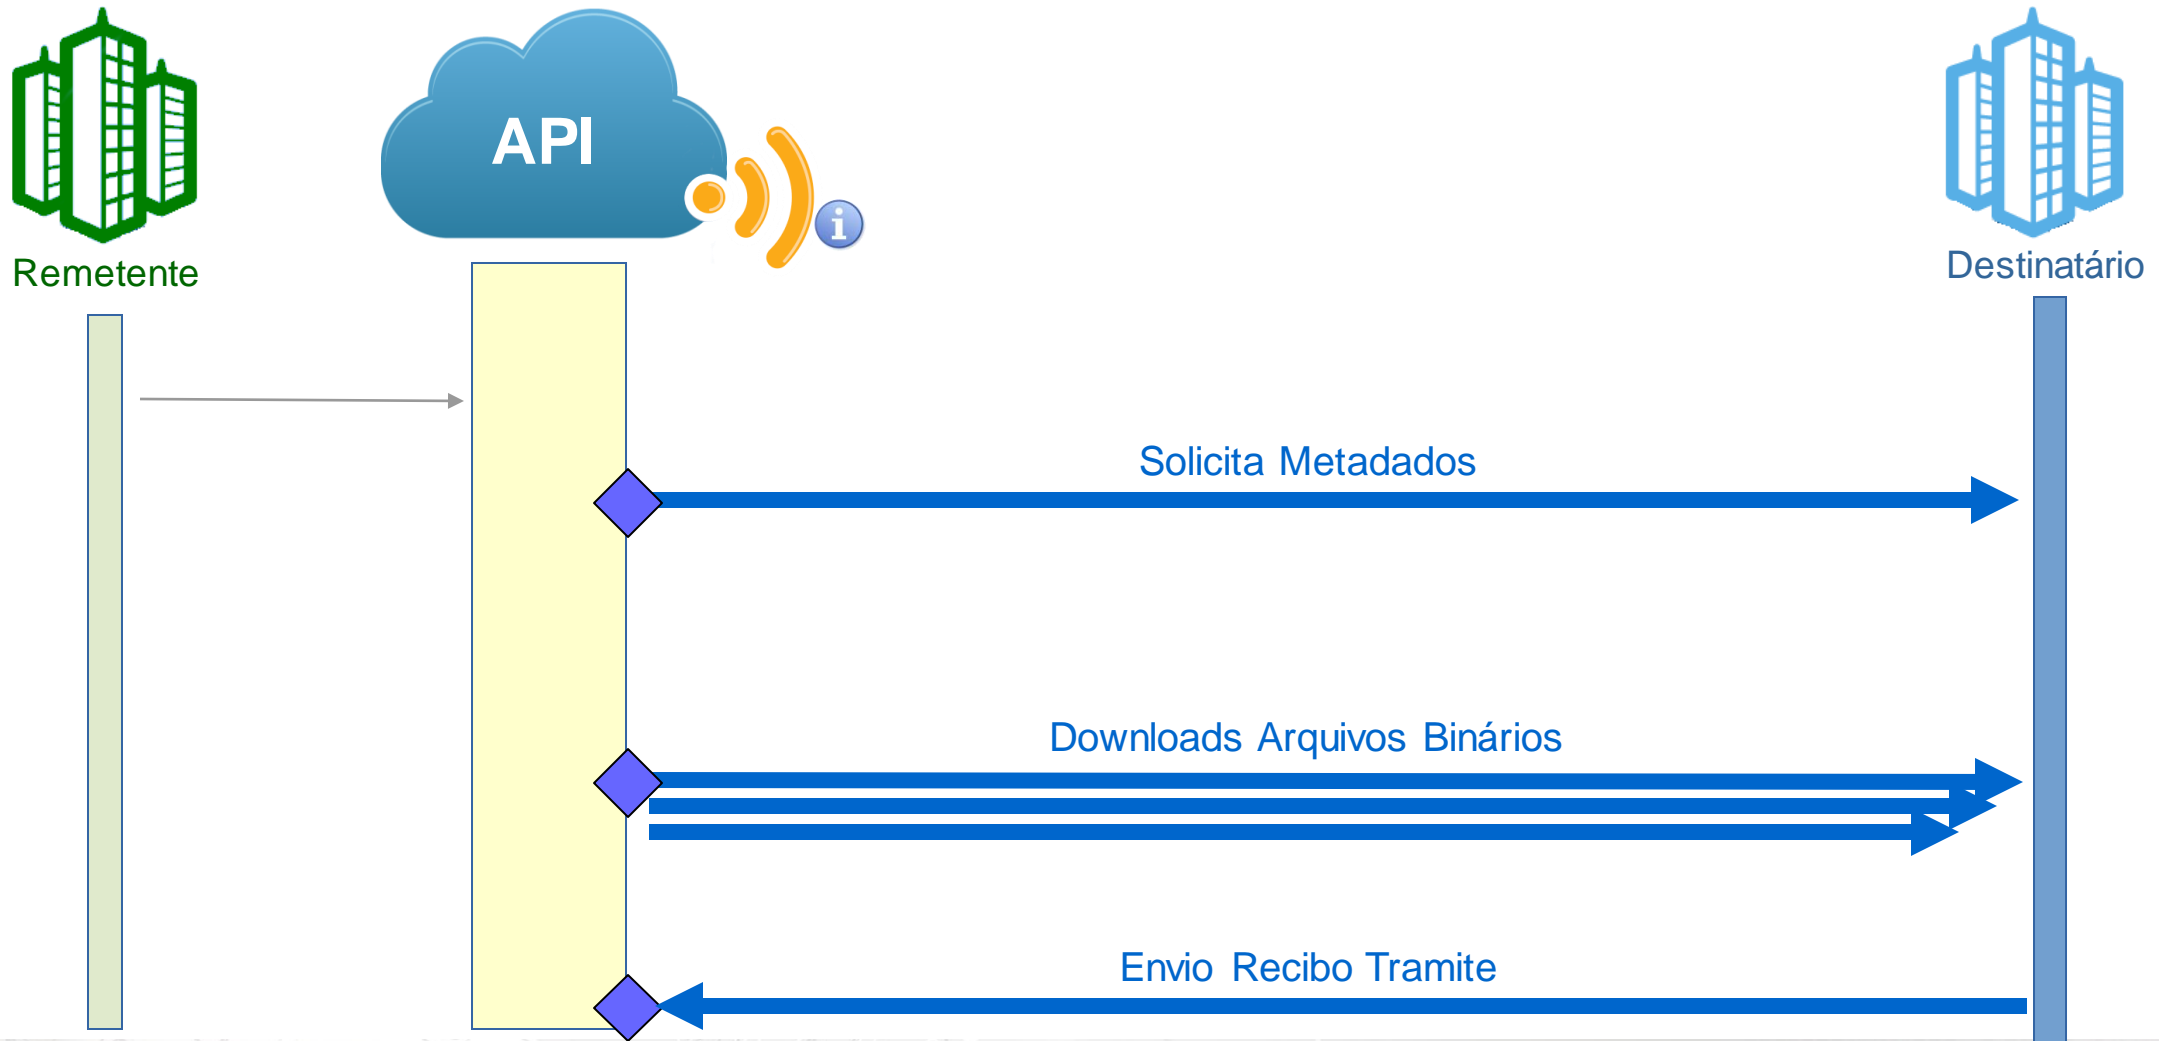 API
i
Remetente
Destinatário
Solicita Metadados
Downloads Arquivos Binários
Envio Recibo Tramite